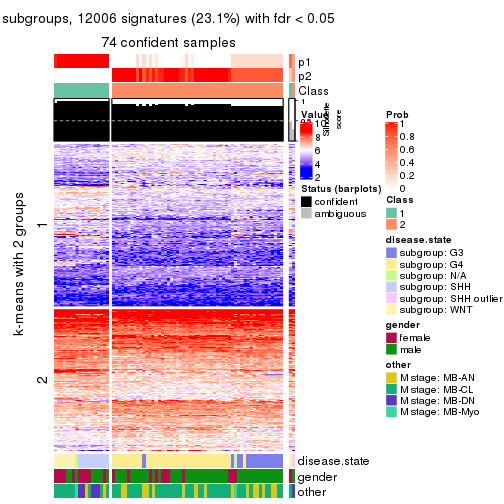 subgroups, 12006 signatures (23.1%) with fdr < 0.05
74 confident samples
p1
p2
Class
1
Silhouette score
k-means with 2 groups
1
2
Value
10
8
6
4
2
Status (barplots)
confident
ambiguous
Prob
1
0.8
0.6
0.4
0.2
0
Class
1
2
disease.state
subgroup: G3
subgroup: G4
subgroup: N/A
subgroup: SHH
subgroup: SHH outlier
subgroup: WNT
gender
female
male
other
M stage: MB-AN
M stage: MB-CL
M stage: MB-DN
M stage: MB-Myo
disease.state
gender
other